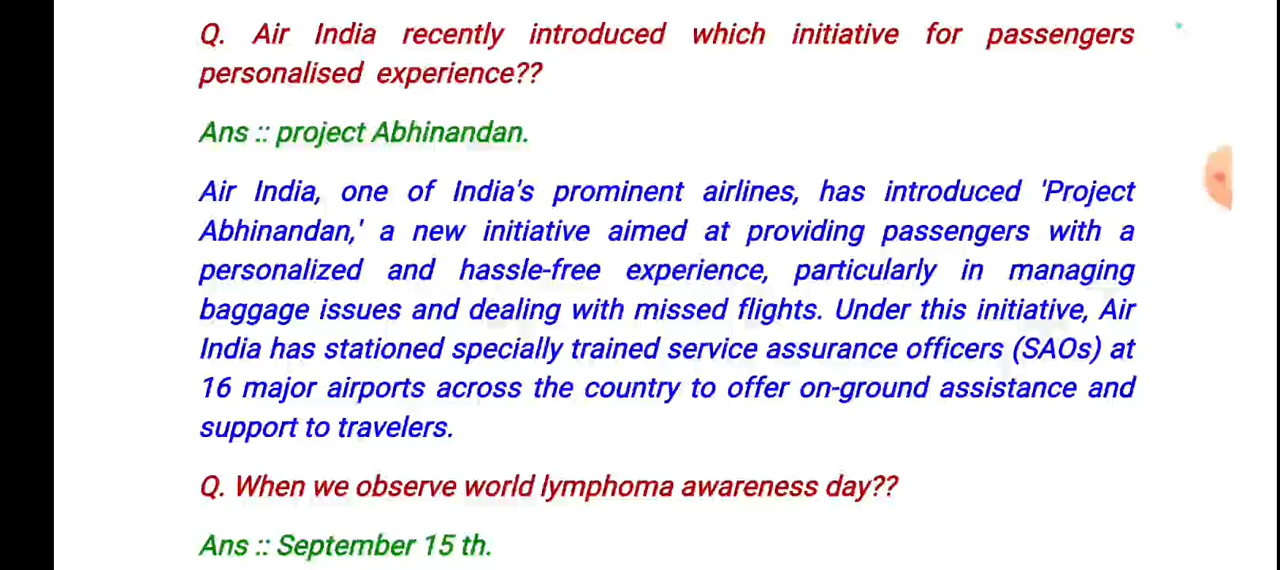 Q. Air India recently introduced which initiative for passengers
personalised experience??
Ans :: project Abhinandan.
Air India, one of India's prominent airlines, has introduced 'Project
Abhinandan,' a new initiative aimed at providing passengers with a
personalized and hassle-free experience, particularly in managing
baggage issues and dealing with missed flights. Under this initiative, Air
India has stationed specially trained service assurance officers (SAOs) at
16 major airports across the country to offer on-ground assistance and
support to travelers.
Q. When we observe world lymphoma awareness day??
Ans :: September 15 th.